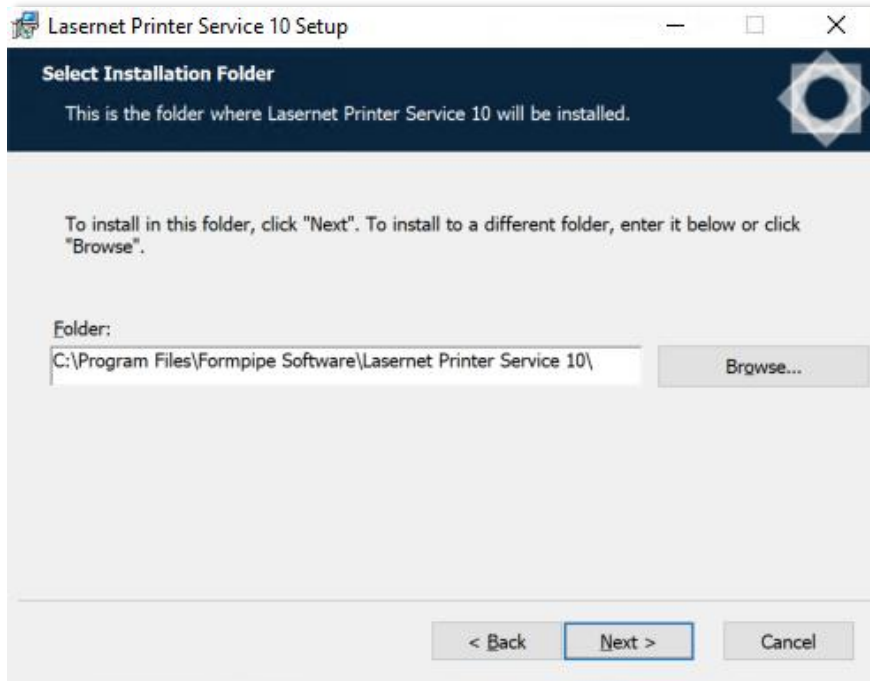 Lasernet Printer Service 10 Setup
Select Installation Folder
This is the folder where Lasernet Printer Service 10 will be installed.
To install in this folder, click "Next". To install to a different folder, enter it below or click
"Browse".
Folder:
C:\Program Files\Formpipe Software\Lasernet Printer Service 10\
Browse...
< Back
Next >
Cancel